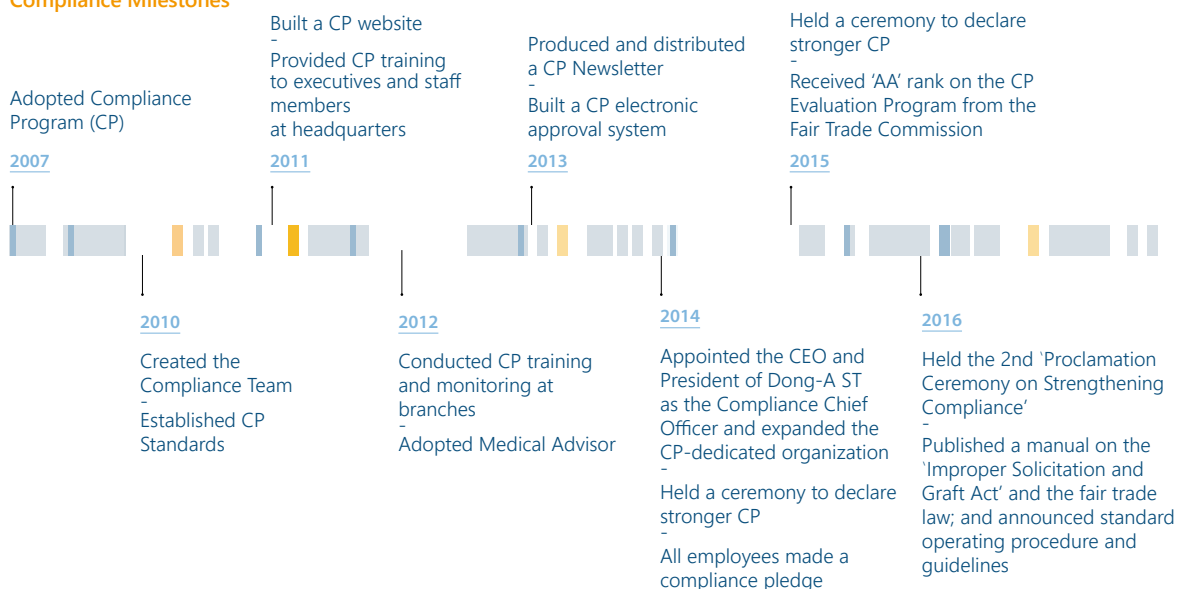 Compliance Milestones
Adopted Compliance
Program (CP)
2007
Built a CP website
-
Provided CP training
to executives and staff
members
at headquarters
2011
Produced and distributed
a CP Newsletter
-
Built a CP electronic
approval system
2013
Held a ceremony to declare
stronger CP
-
Received ‘AA’ rank on the CP
Evaluation Program from the
Fair Trade Commission
2015
2010
Created the
Compliance Team
-
Established CP
Standards
2012
Conducted CP training
and monitoring at
branches
-
Adopted Medical Advisor
2014
Appointed the CEO and
President of Dong-A ST
as the Compliance Chief
Officer and expanded the
CP-dedicated organization
-
Held a ceremony to declare
stronger CP
-
All employees made a
compliance pledge
2016
Held the 2nd ‵Proclamation
Ceremony on Strengthening
Compliance’
-
Published a manual on the
‵Improper Solicitation and
Graft Act’ and the fair trade
law; and announced standard
operating procedure and
guidelines